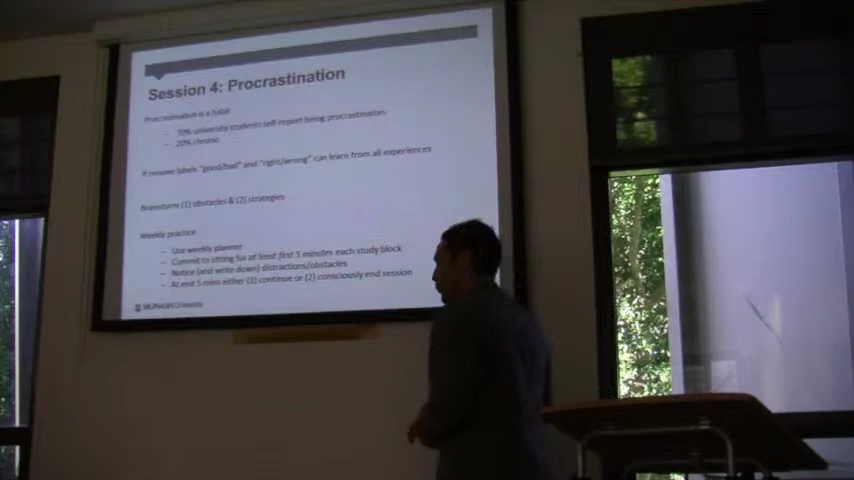 Session 4: Procrastination
Procrastination is a habit
– 70% university students self-report being procrastinators
– 20% chronic
If remove labels "good/bad" and "right/wrong" can learn from all experiences
Brainstorm (1) obstacles & (2) strategies
Weekly practice
– Use weekly planner
– Commit to sitting for at least first 5 minutes each study block
– Notice (and write down) distractions/obstacles
– At end 5 mins either (1) continue or (2) consciously end session
MONASH University